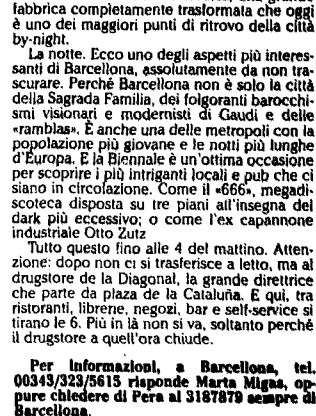 fabbrica completamente trasformata che oggi
è uno dei maggiori punti di ritrovo della città
by-night.
La notte. Ecco uno degli aspetti più interes-
santi di Barcellona, assolutamente da non tra-
scurare. Perché Barcellona non è solo la città
della Sagrada Familia, dei folgoranti barocchi-
smi visionari e modernisti di Gaudi e delle
«ramblas». È anche una delle metropoli con la
popolazione più giovane e le notti più lunghe
d'Europa. E la Biennale è un'ottima occasione
per scoprire i più intriganti locali e pub che ci
siano in circolazione. Come il «666», megadi-
scoteca disposta su tre piani all'insegna del
dark più eccessivo; o come l'ex capannone
industriale Otto Zutz
Tutto questo fino alle 4 del mattino. Atten-
zione: dopo non ci si trasferisce a letto, ma al
drugstore de la Diagonal, la grande direttrice
che parte da plaza de la Cataluña. E qui, tra
ristoranti, librerie, negozi, bar e self-service si
tirano le 6. Più in là non si va, soltanto perché
il drugstore a quell'ora chiude.
Per informazioni, a Barcellona, tel.
00343/323/5615 risponde Marta Migas, op-
pure chiedere di Pera al 3187879 sempre di
Barcellona.